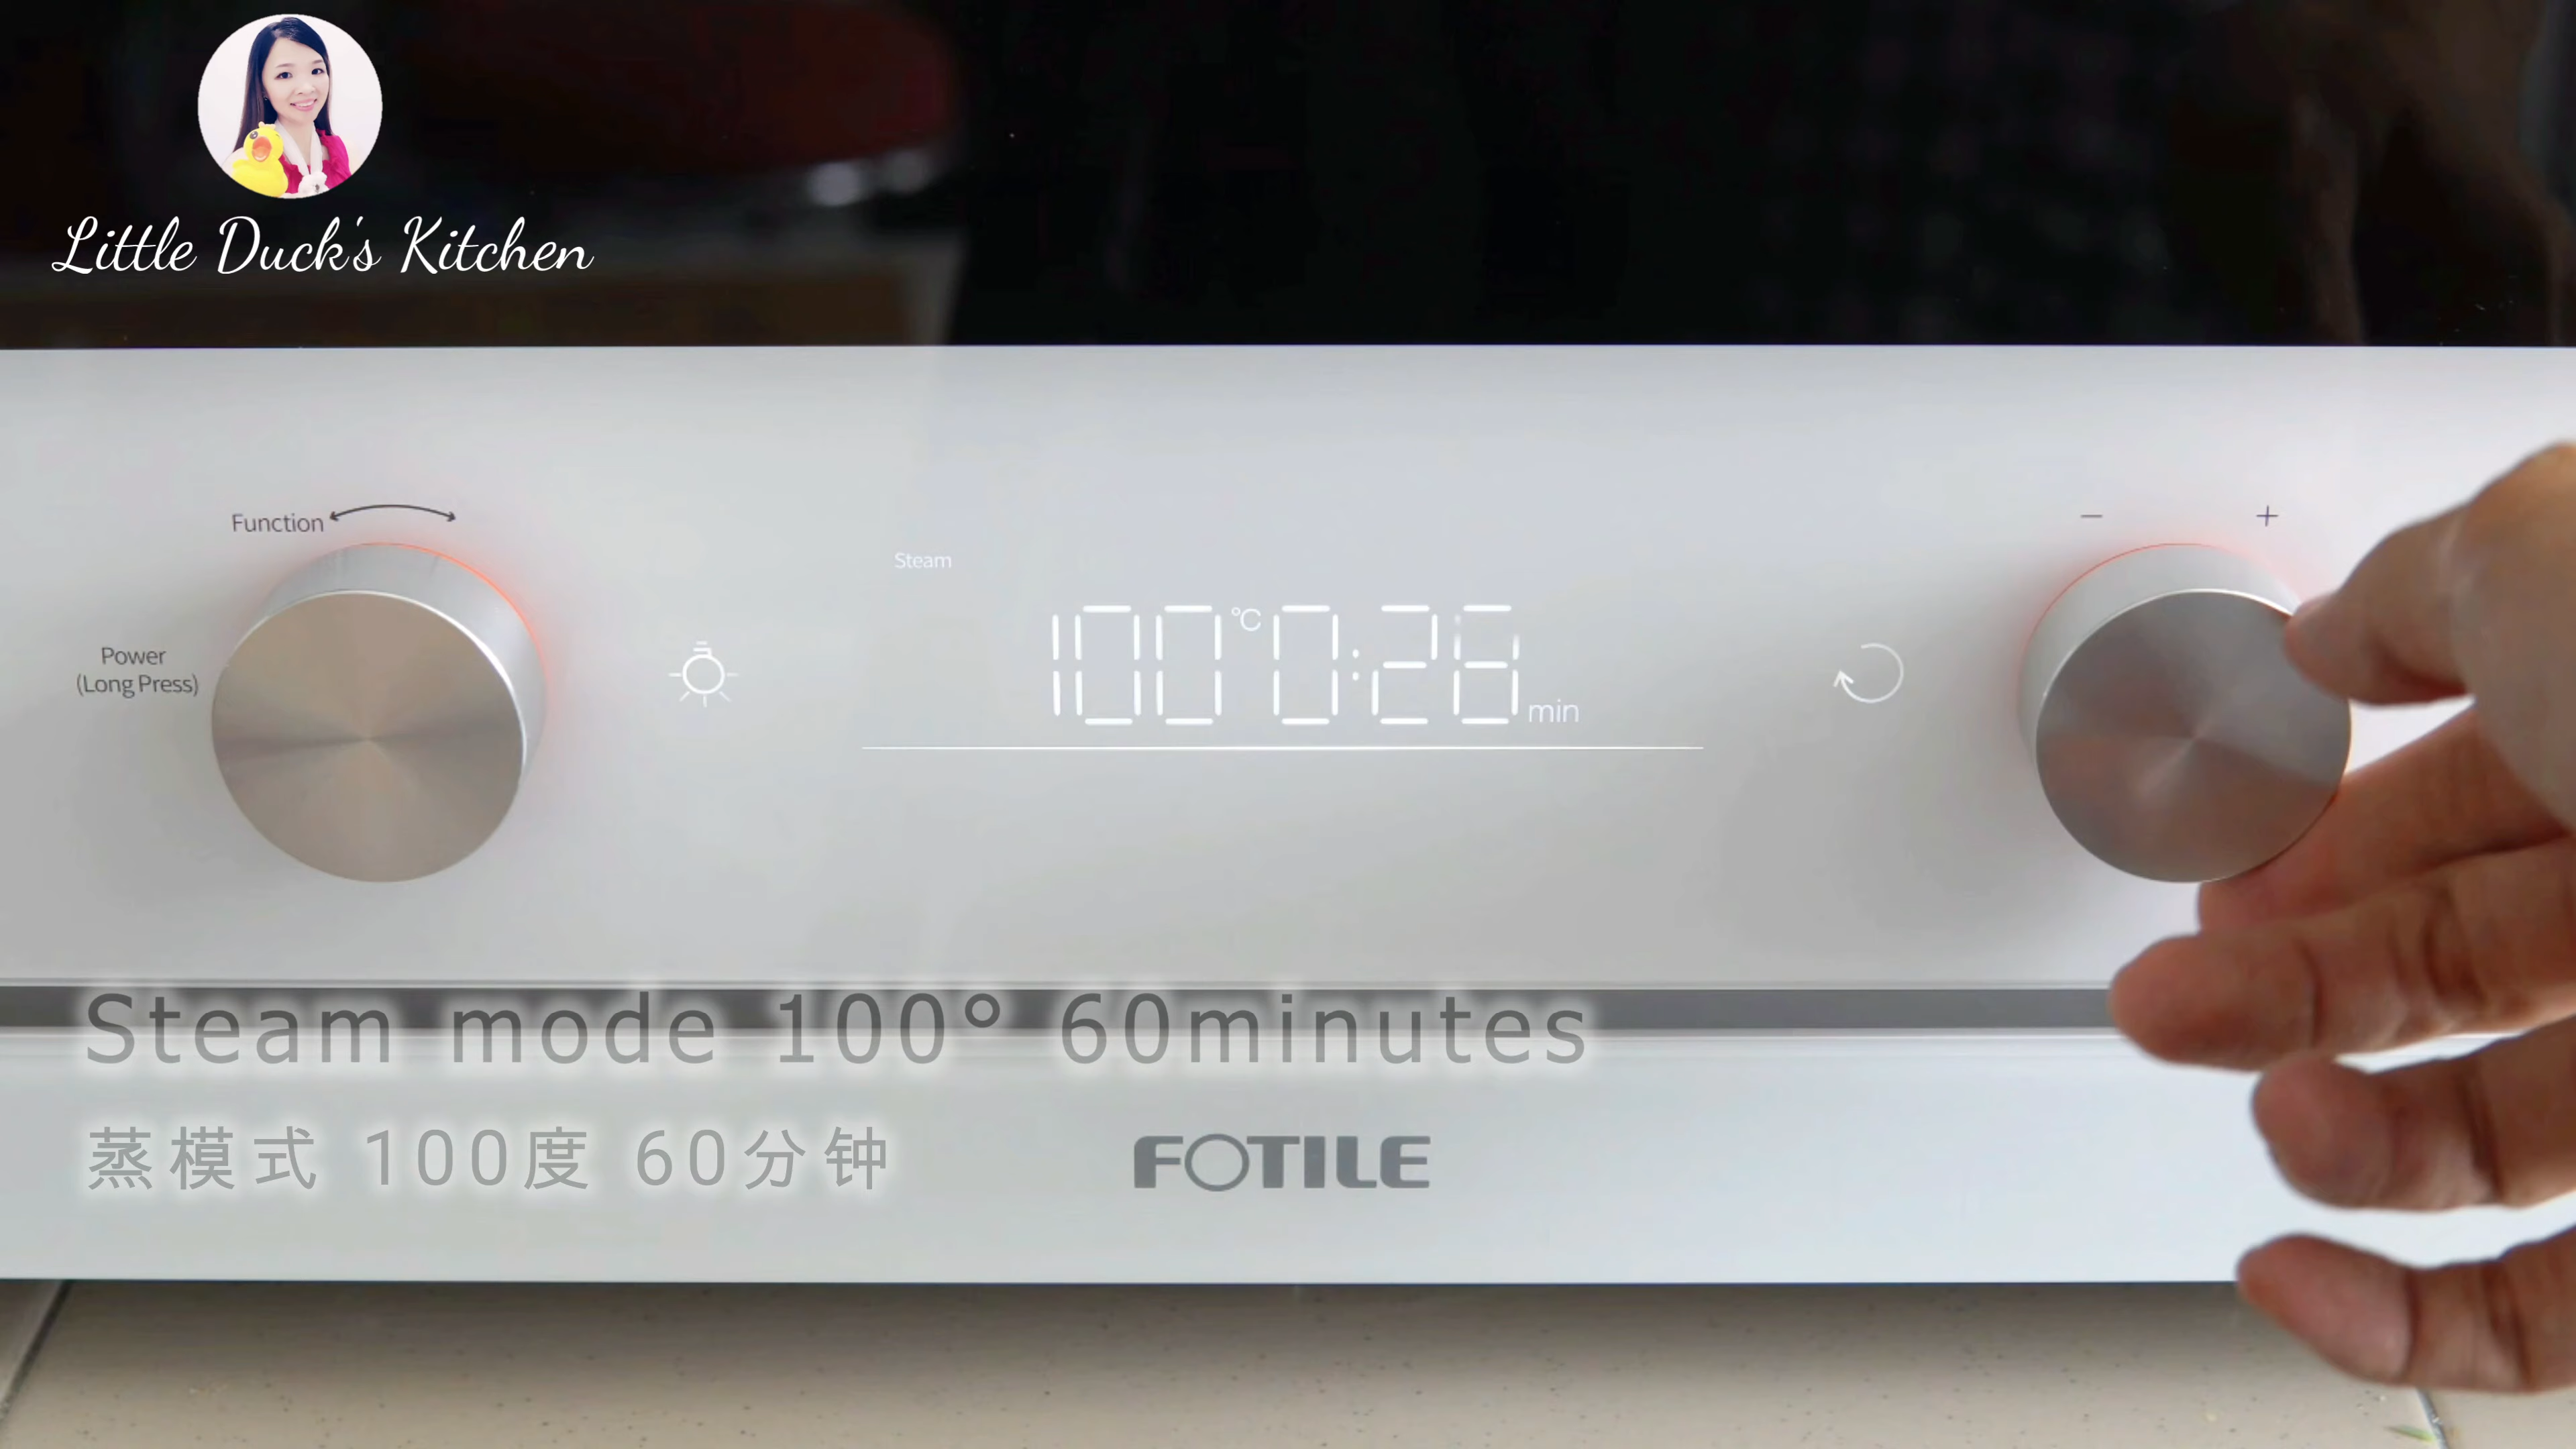 Little Duck's Kitchen
Function
− +
Steam
Power
(Long Press)
100°C 0:26 min
Steam mode 100° 60minutes
蒸模式 100度 60分钟
FOTILE